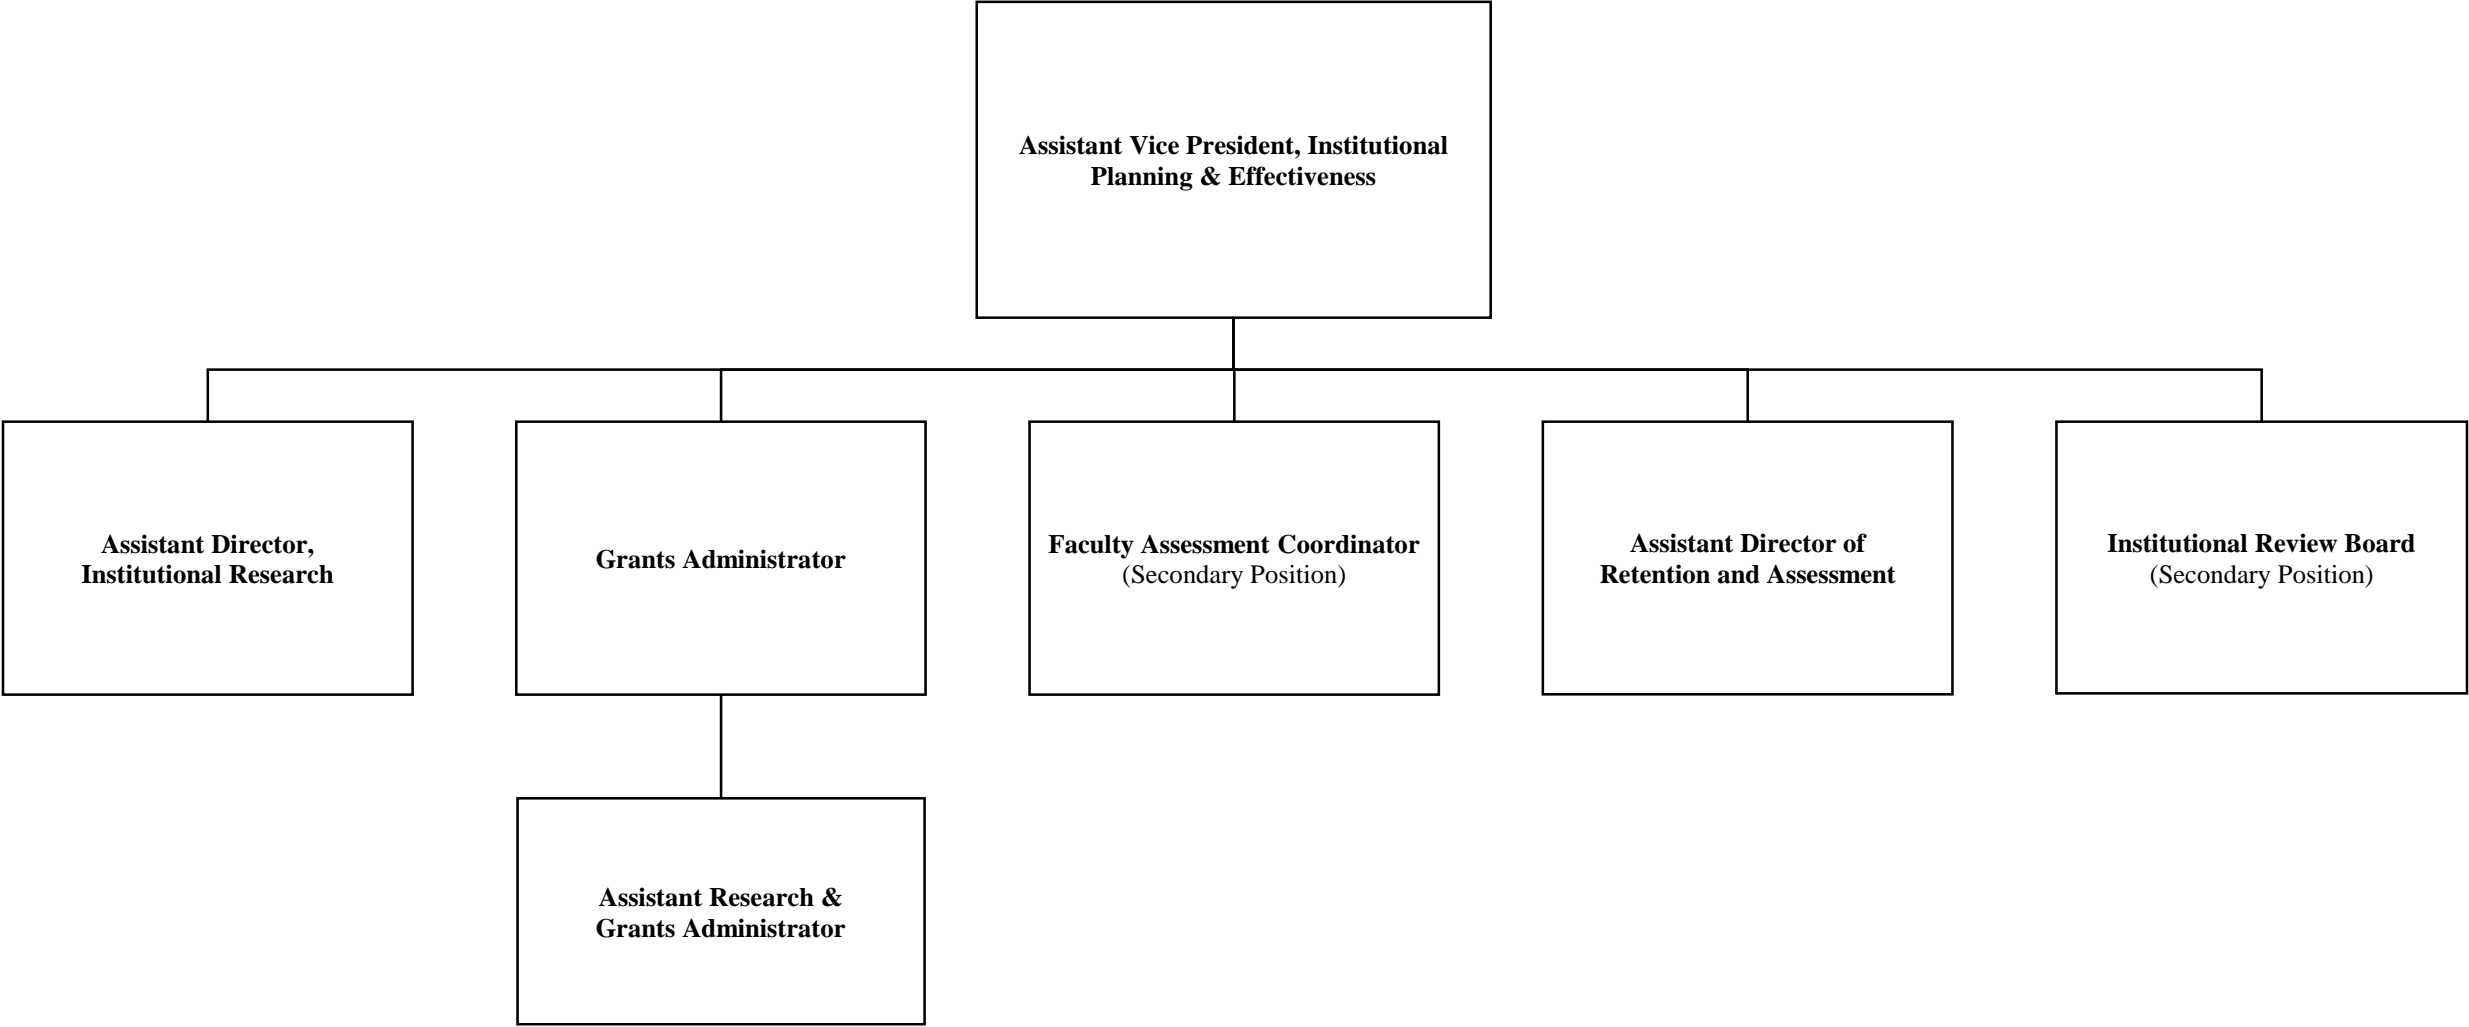 Assistant Vice President, Institutional
Planning & Effectiveness
Assistant Director,
Institutional Research
Grants Administrator
Faculty Assessment Coordinator
(Secondary Position)
Assistant Director of
Retention and Assessment
Institutional Review Board
(Secondary Position)
Assistant Research &
Grants Administrator